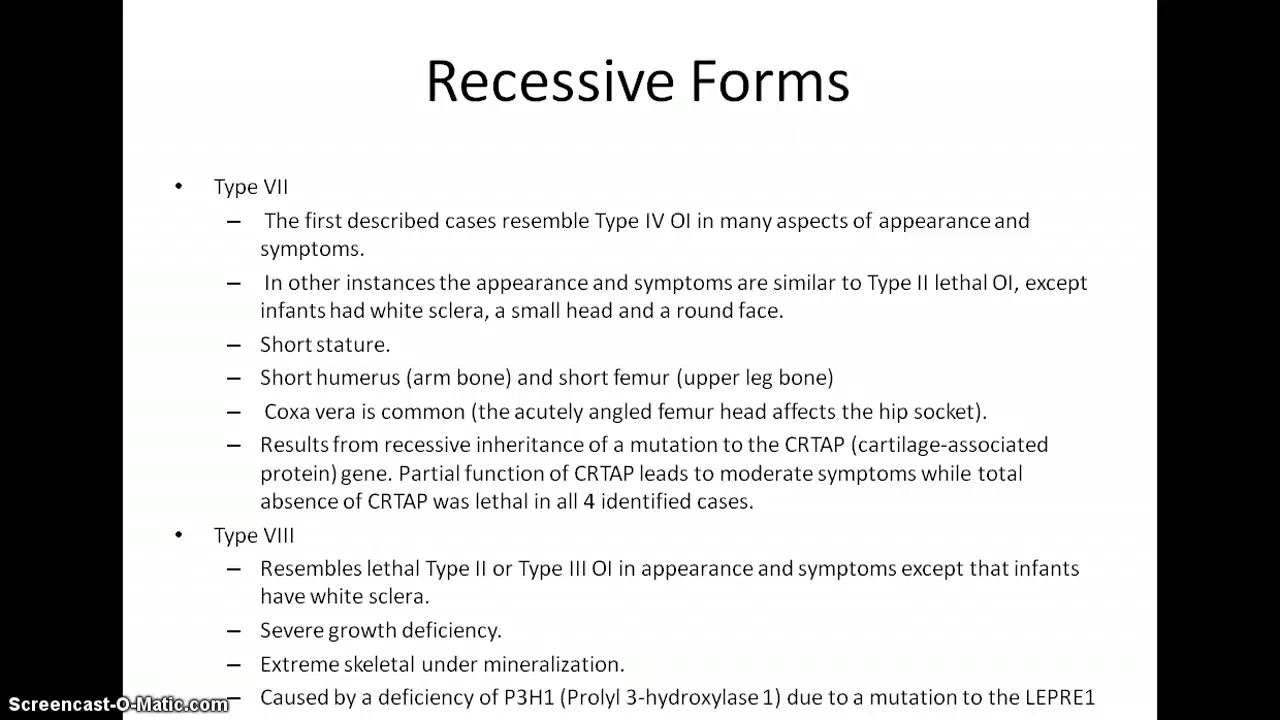 Recessive Forms
• Type VII
– The first described cases resemble Type IV OI in many aspects of appearance and
symptoms.
– In other instances the appearance and symptoms are similar to Type II lethal OI, except
infants had white sclera, a small head and a round face.
– Short stature.
– Short humerus (arm bone) and short femur (upper leg bone)
– Coxa vera is common (the acutely angled femur head affects the hip socket).
– Results from recessive inheritance of a mutation to the CRTAP (cartilage-associated
protein) gene. Partial function of CRTAP leads to moderate symptoms while total
absence of CRTAP was lethal in all 4 identified cases.
• Type VIII
– Resembles lethal Type II or Type III OI in appearance and symptoms except that infants
have white sclera.
– Severe growth deficiency.
– Extreme skeletal under mineralization.
– Caused by a deficiency of P3H1 (Prolyl 3-hydroxylase 1) due to a mutation to the LEPRE1
Screencast-O-Matic.com